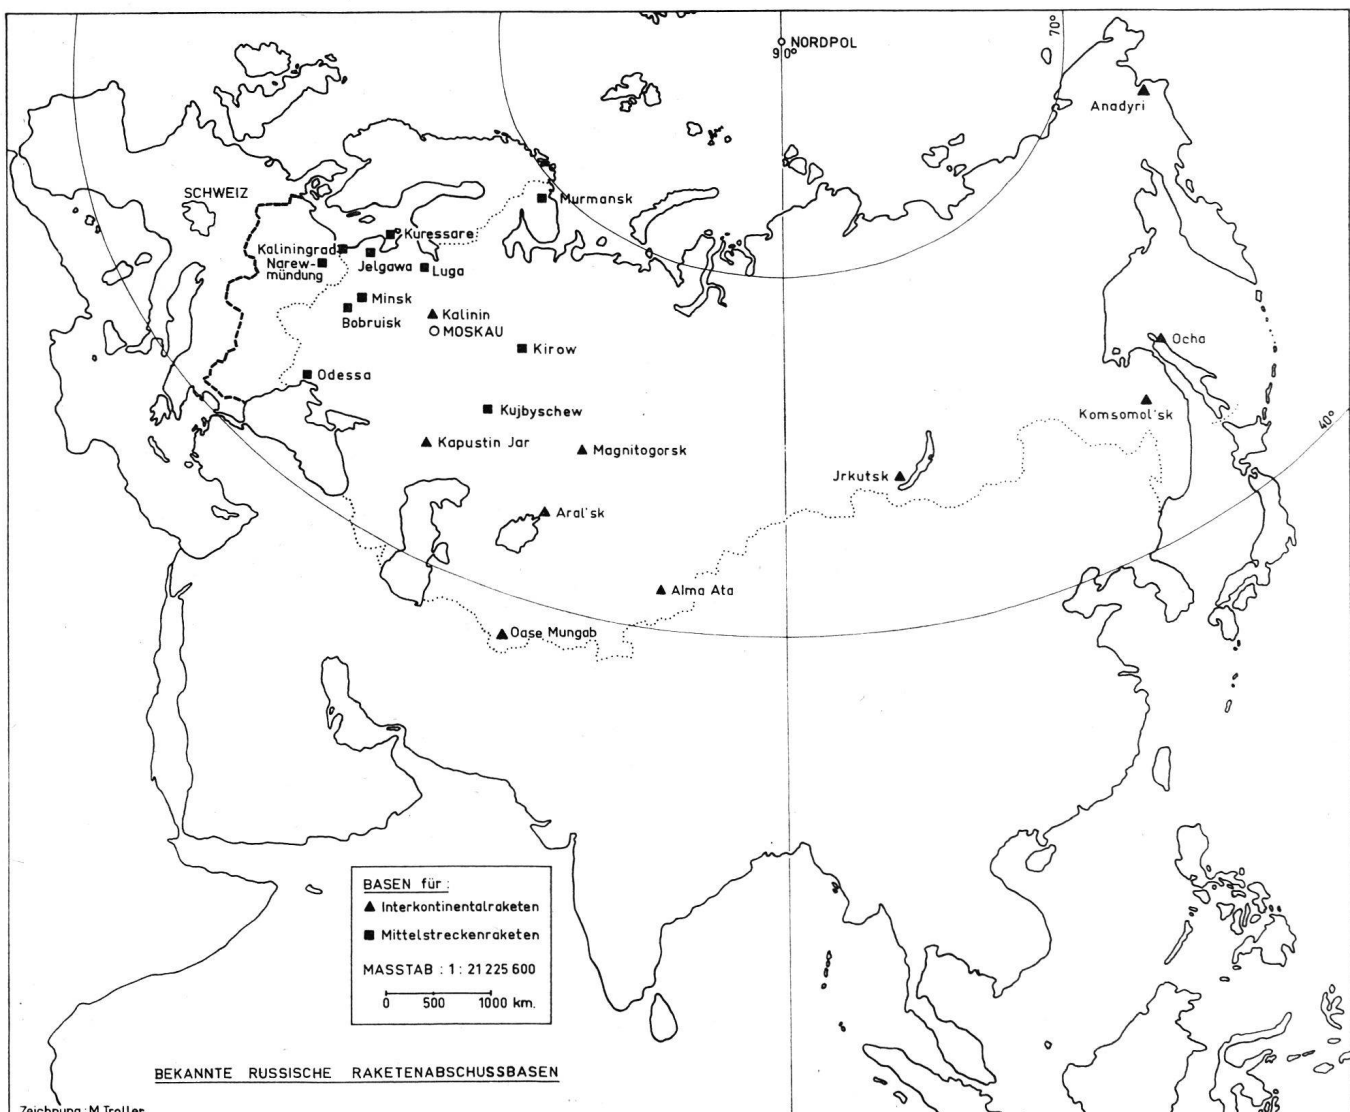 70°
NORDPOL
90°
Anadyri
SCHWEIZ
Murmansk
Kuressare
Kaliningrad
Narew-
mündung
Jelgawa
Luga
Minsk
Bobruisk
Kalinin
MOSKAU
Kirow
Ocha
Odessa
Kujbyschew
Komsomol'sk
40°
Kapustin Jar
Magnitogorsk
Jrkutsk
Aral'sk
Alma Ata
Oase Mungab
BASEN für :
Interkontinentalraketen
Mittelstreckenraketen
MASSTAB : 1 : 21 225 600
0 500 1000 km.
BEKANNTE RUSSISCHE RAKETENABSCHUSSBASEN
Zeichnung : M. Troller